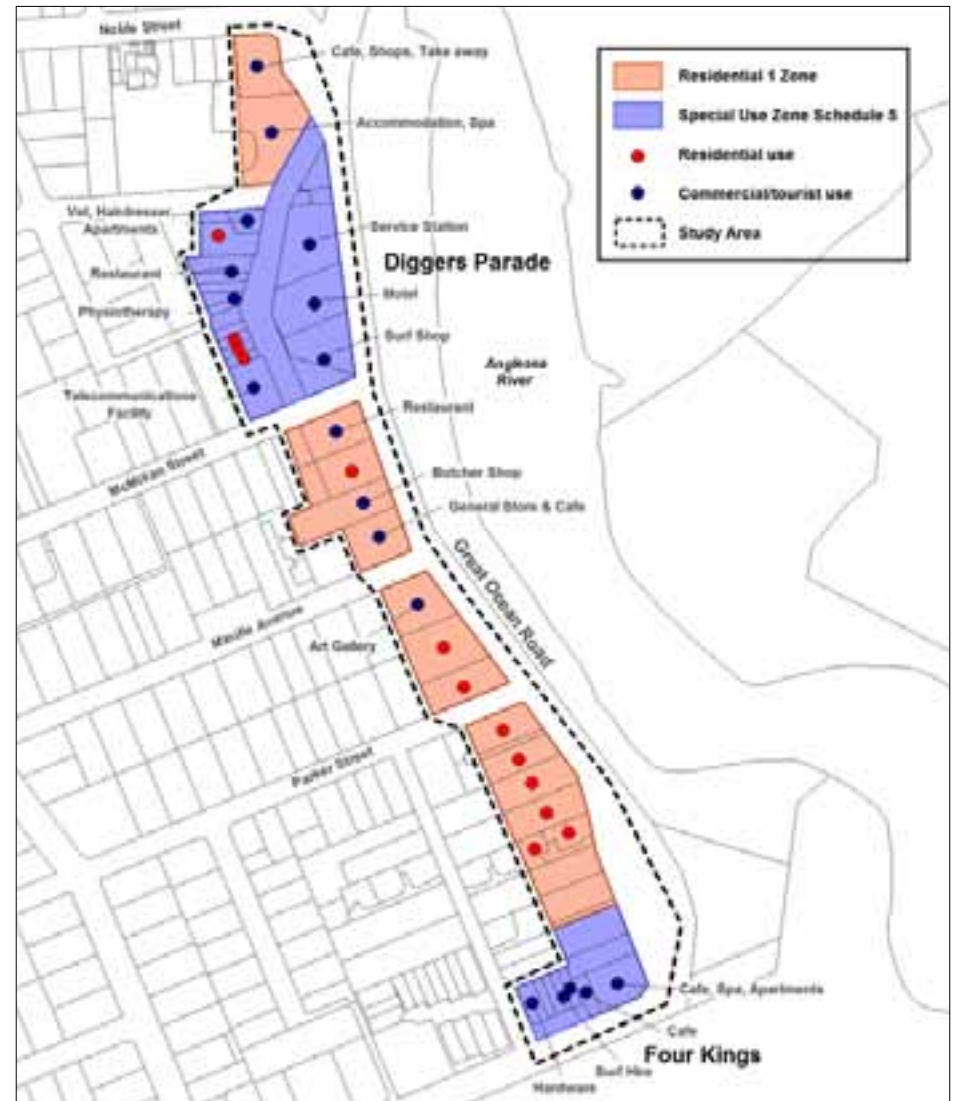 Noble Street
Cafe, Shops, Take away
Accommodation, Spa
Residential 1 Zone
Special Use Zone Schedule 5
Residential use
Commercial/tourist use
Study Area
Vet, Hairdresser
Apartments
Service Station
Diggers Parade
Restaurant
Motel
Physiotherapy
Surf Shop
Anglesea
River
Telecommunications
Facility
Restaurant
McMillan Street
Butcher Shop
General Store & Cafe
Great Ocean Road
Avenue
Art Gallery
Parker Street
Cafe, Spa, Apartments
Cafe
Four Kings
Surf Hire
Hardware